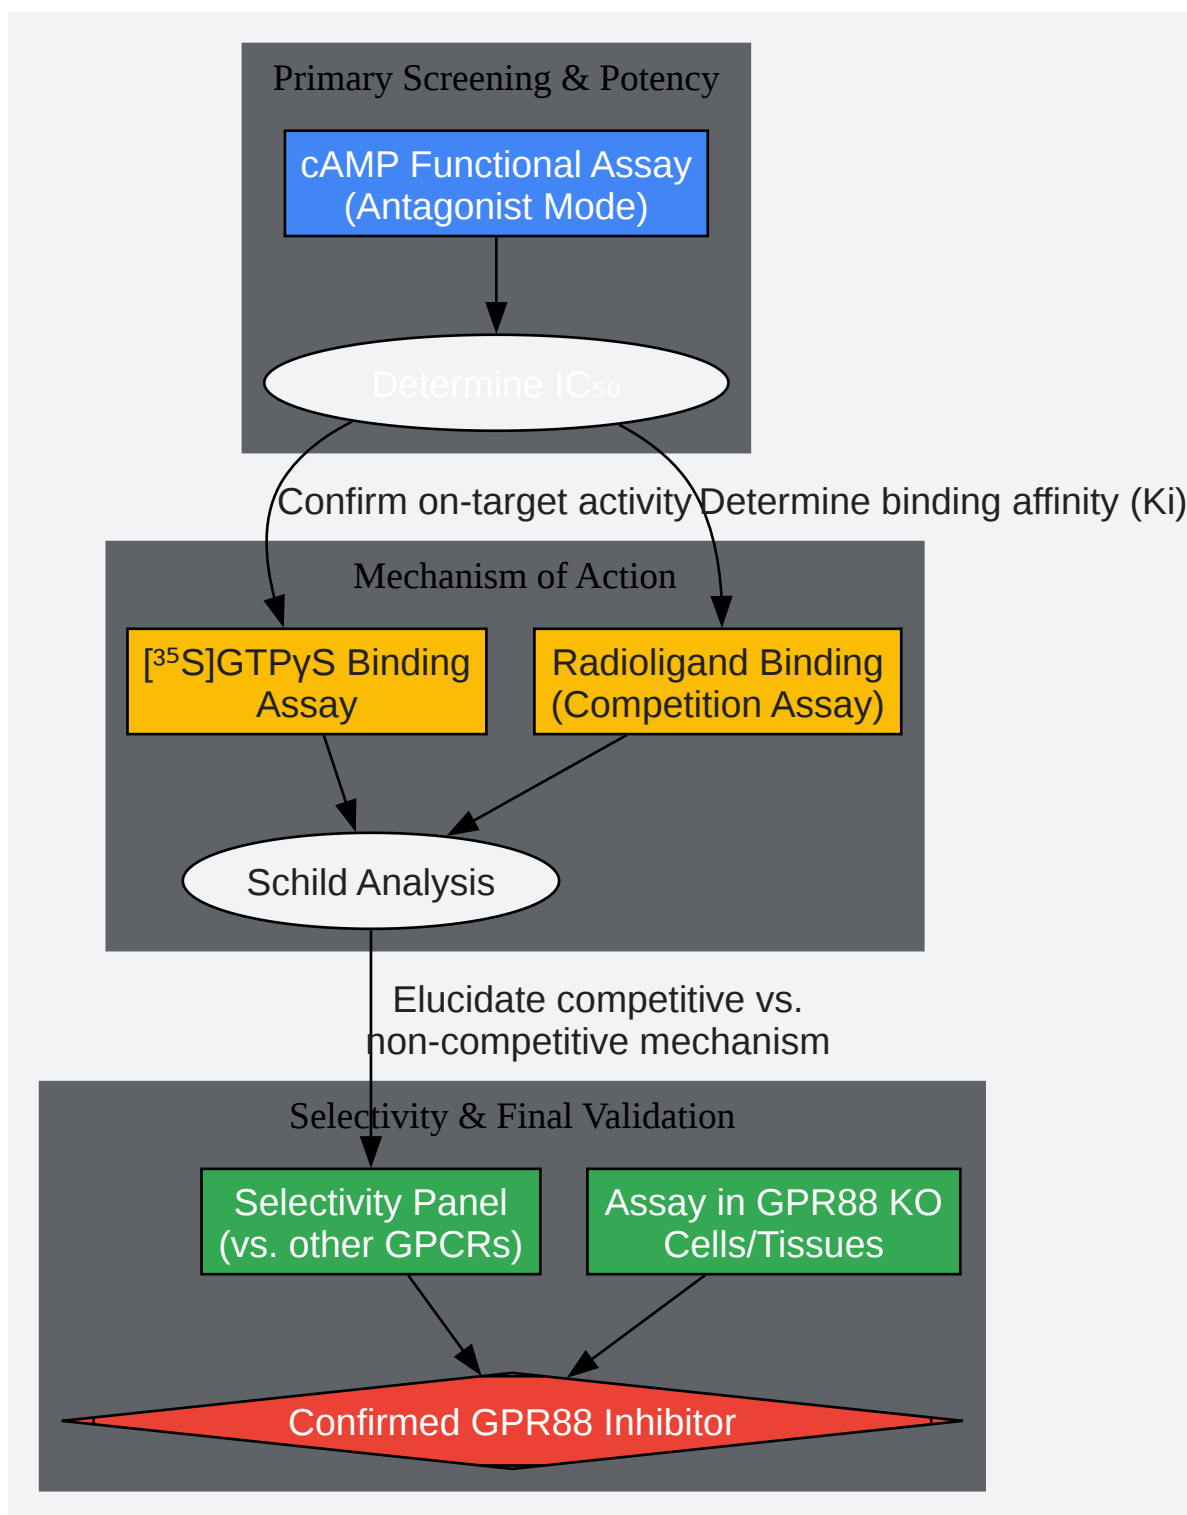 Primary Screening & Potency
cAMP Functional Assay
(Antagonist Mode)
Determine IC₅₀
Confirm on-target activity
Determine binding affinity (Ki)
Mechanism of Action
[³⁵S]GTPγS Binding
Assay
Radioligand Binding
(Competition Assay)
Schild Analysis
Elucidate competitive vs.
non-competitive mechanism
Selectivity & Final Validation
Selectivity Panel
(vs. other GPCRs)
Assay in GPR88 KO
Cells/Tissues
Confirmed GPR88 Inhibitor